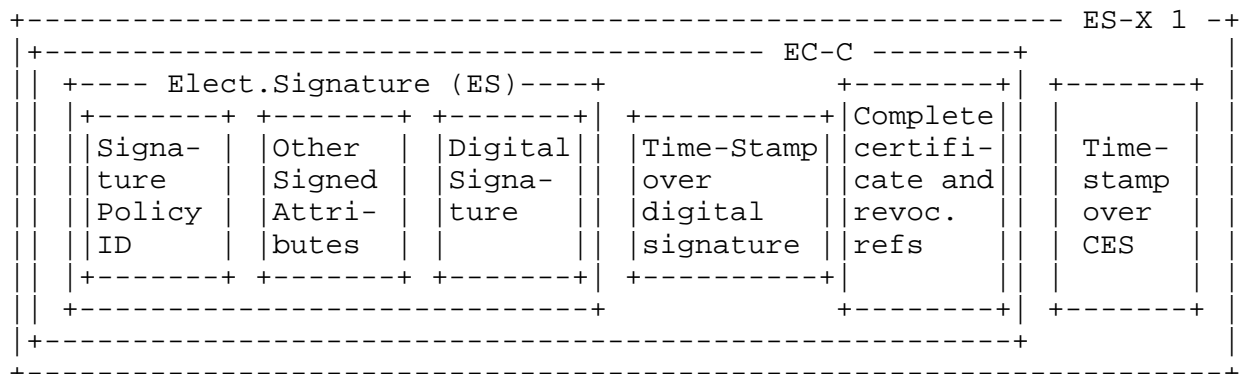 ES-X 1
EC-C
Elect.Signature (ES)
Complete
Signa- Other Digital Time-Stamp certifi- Time-
ture Signed Signa- over cate and stamp
Policy Attri- ture digital revoc. over
ID butes signature refs CES